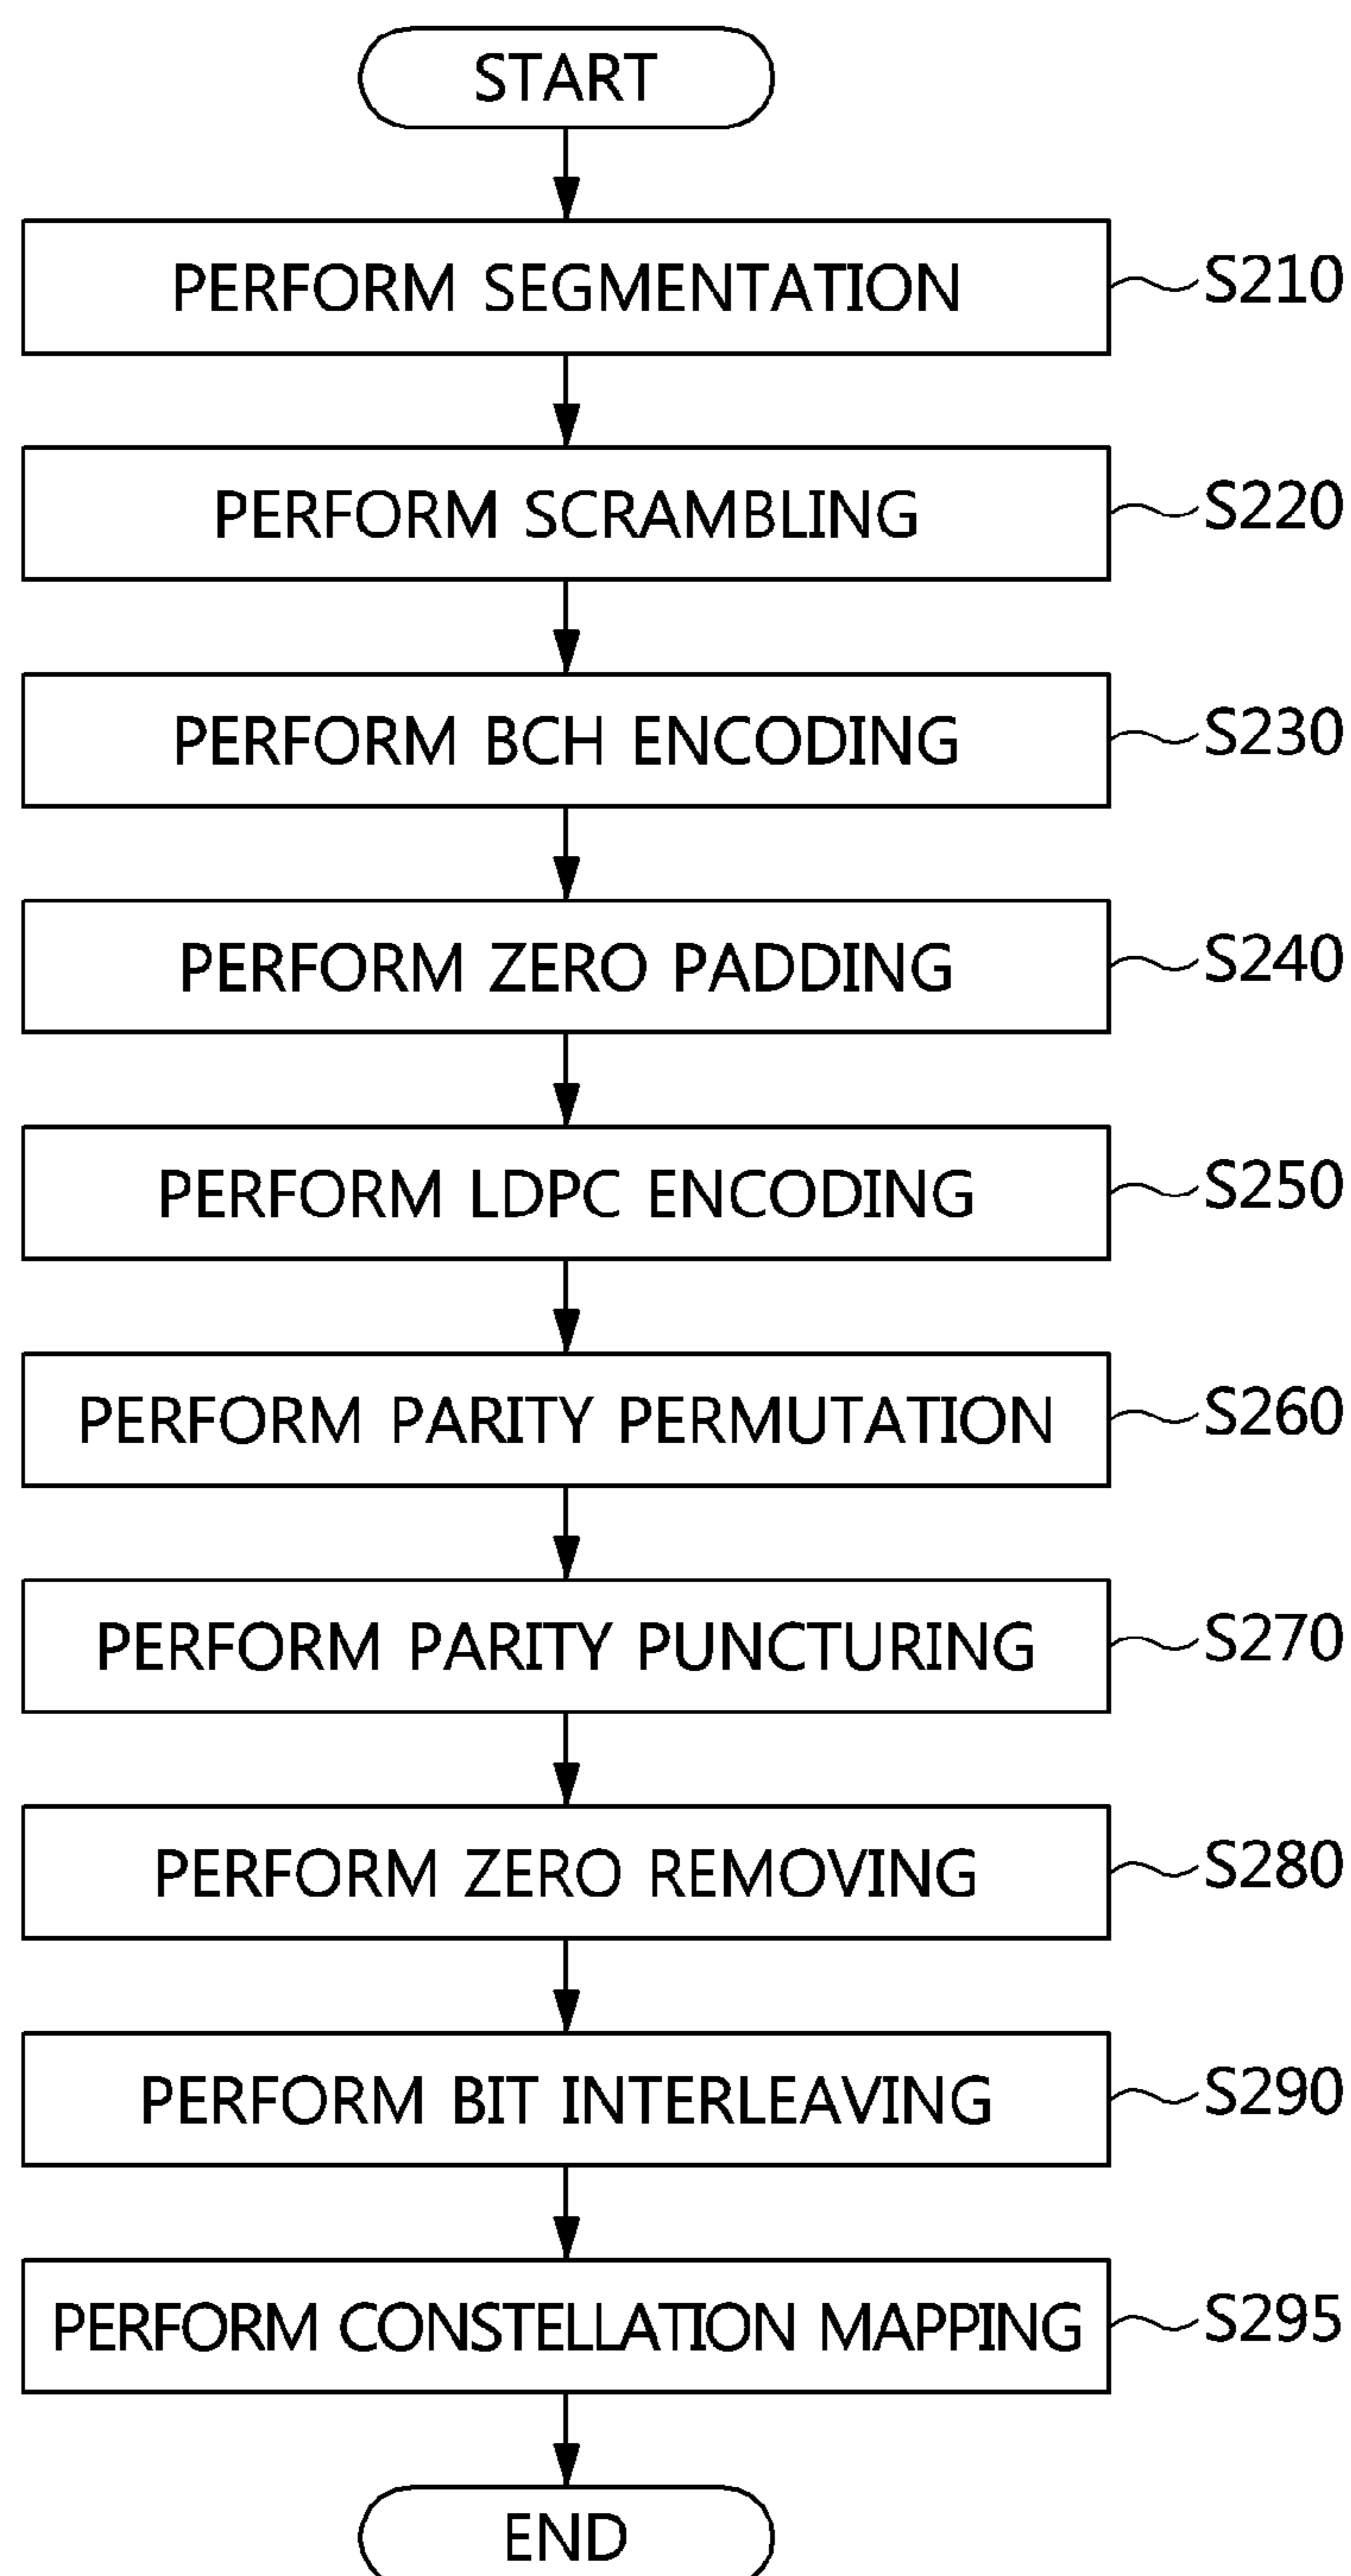 START
PERFORM SEGMENTATION S210
PERFORM SCRAMBLING S220
PERFORM BCH ENCODING S230
PERFORM ZERO PADDING S240
PERFORM LDPC ENCODING S250
PERFORM PARITY PERMUTATION S260
PERFORM PARITY PUNCTURING S270
PERFORM ZERO REMOVING S280
PERFORM BIT INTERLEAVING S290
PERFORM CONSTELLATION MAPPING S295
END